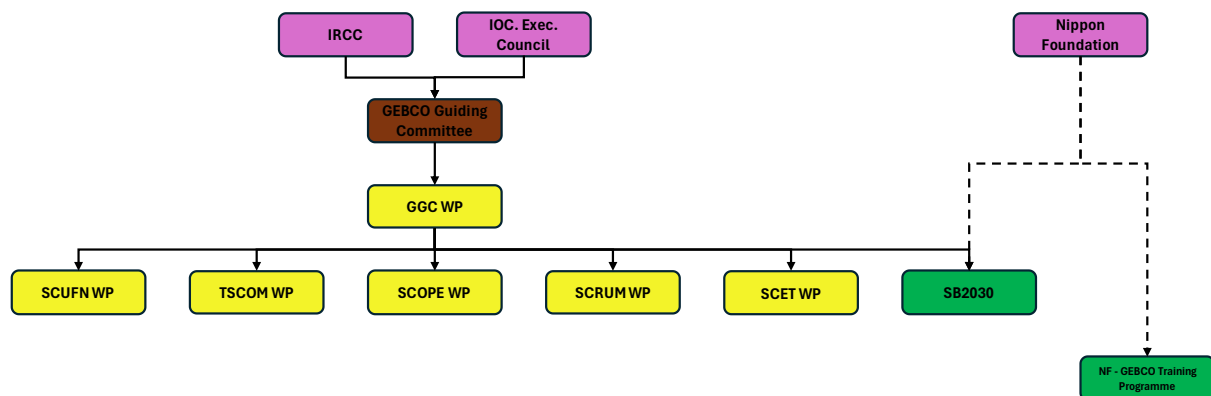 IRCC
IOC. Exec.
Council
Nippon
Foundation
GEBCO Guiding
Committee
GGC WP
SCUFN WP
TSCOM WP
SCOPE WP
SCRUM WP
SCET WP
SB2030
NF - GEBCO Training
Programme